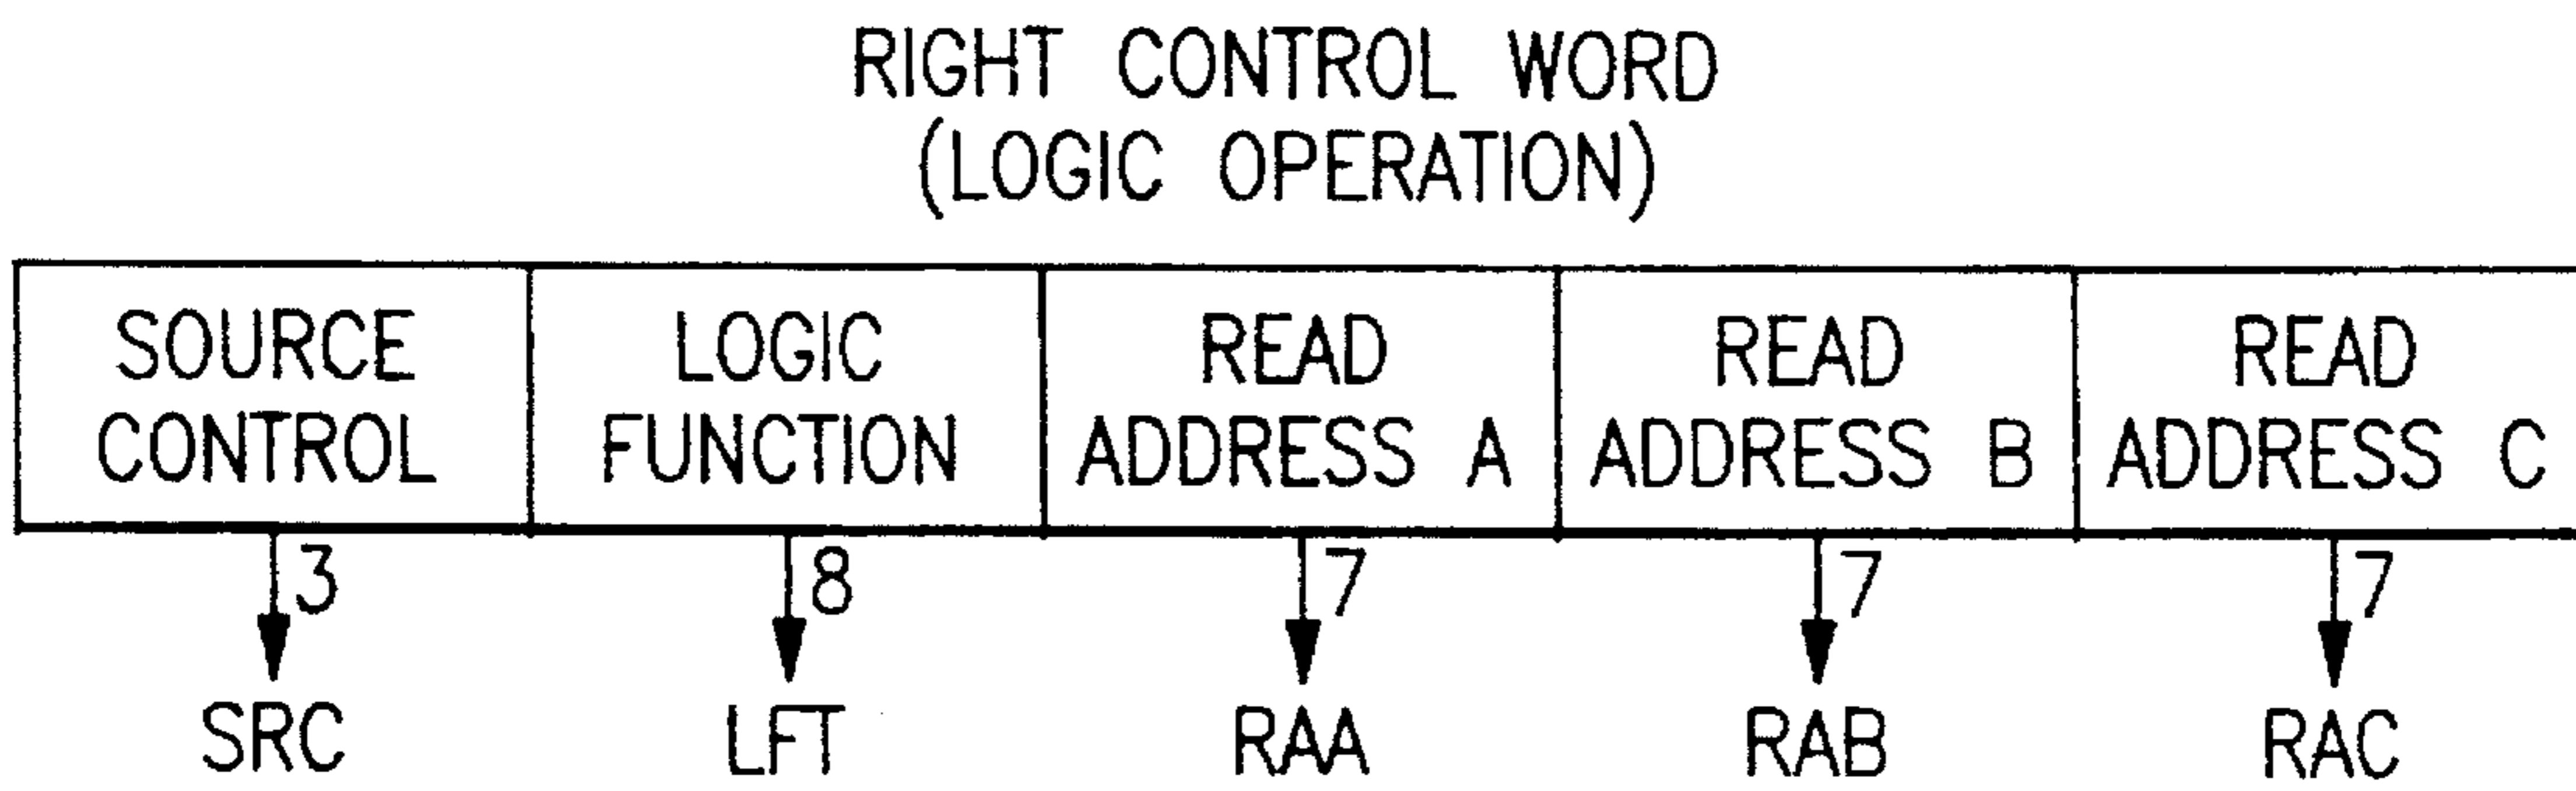 RIGHT CONTROL WORD
(LOGIC OPERATION)
SOURCE CONTROL
LOGIC FUNCTION
READ ADDRESS A
READ ADDRESS B
READ ADDRESS C
3 8 7 7 7
SRC LFT RAA RAB RAC